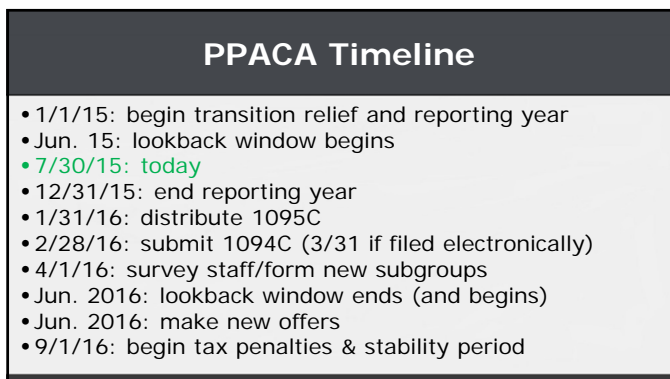 PPACA Timeline
• 1/1/15: begin transition relief and reporting year
• Jun. 15: lookback window begins
• 7/30/15: today
• 12/31/15: end reporting year
• 1/31/16: distribute 1095C
• 2/28/16: submit 1094C (3/31 if filed electronically)
• 4/1/16: survey staff/form new subgroups
• Jun. 2016: lookback window ends (and begins)
• Jun. 2016: make new offers
• 9/1/16: begin tax penalties & stability period